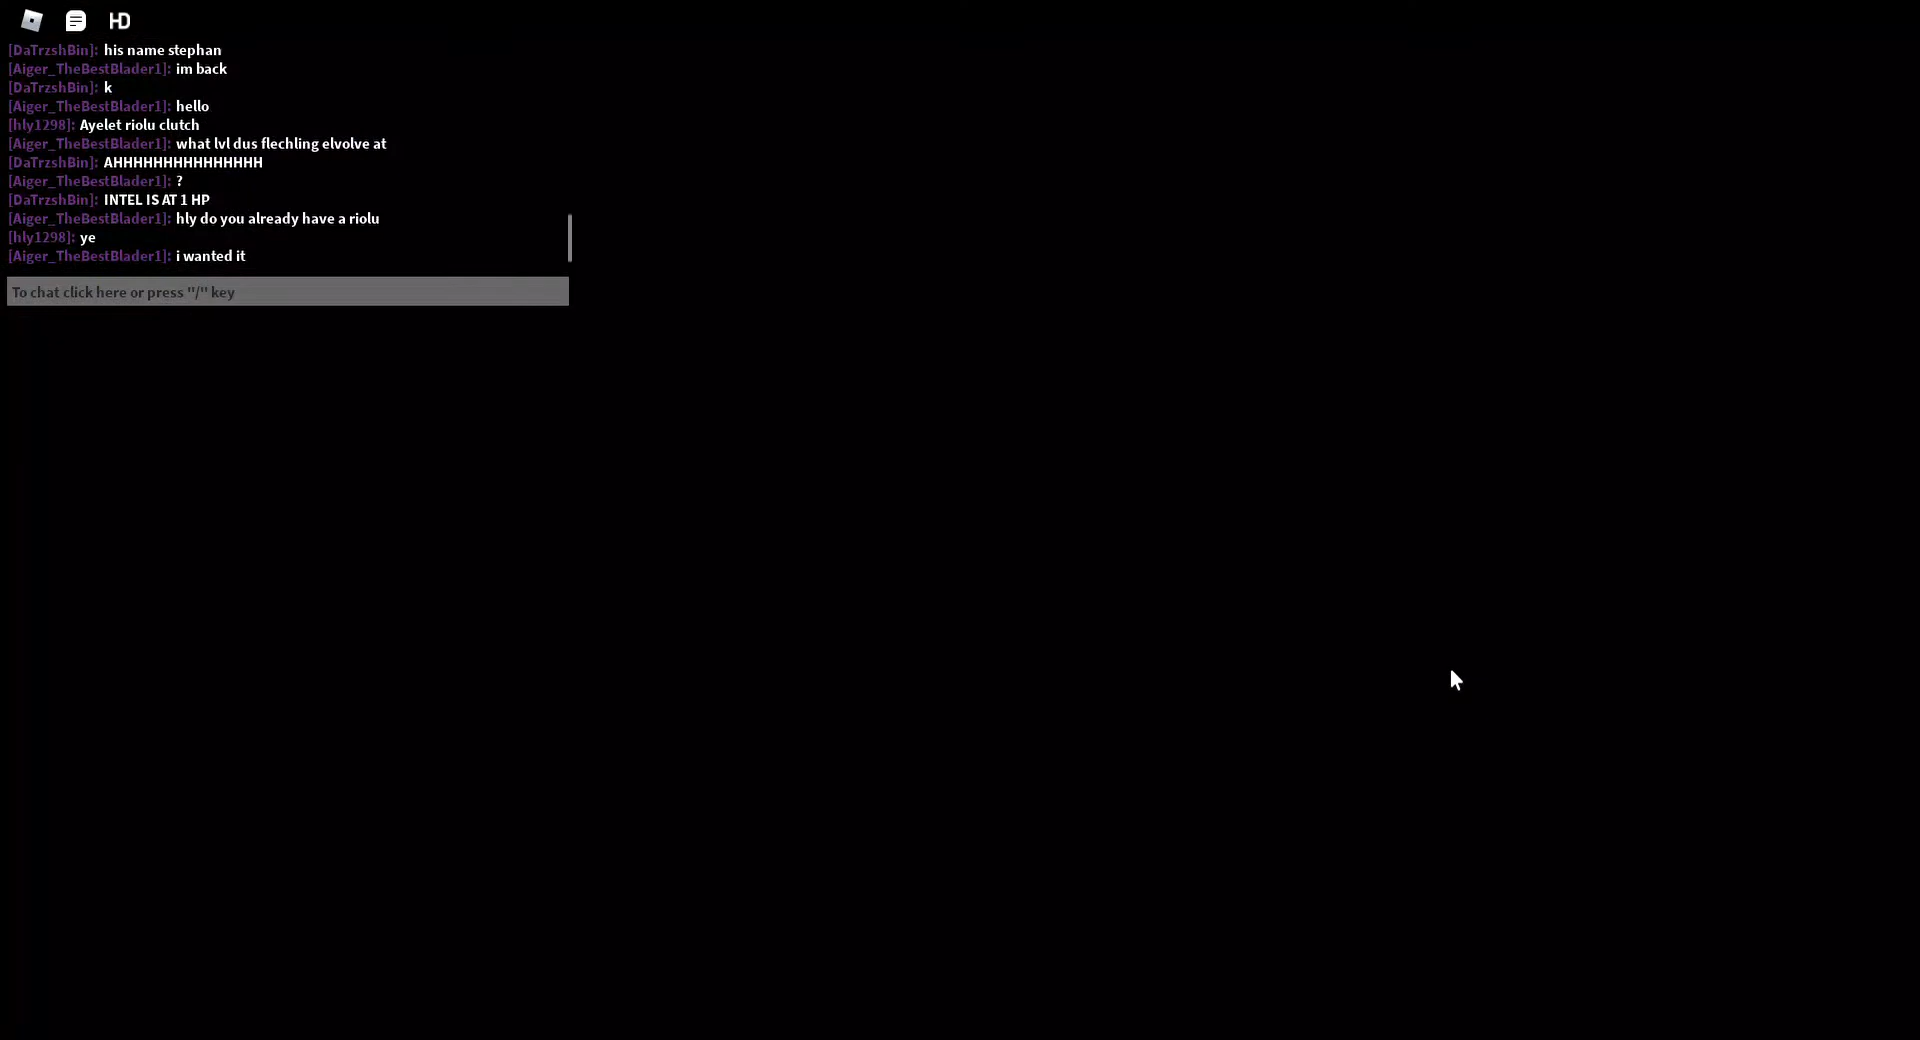 HD
[DaTrzshBin]: his name stephan
[Aiger_TheBestBlader1]: im back
[DaTrzshBin]: k
[Aiger_TheBestBlader1]: hello
[hly1298]: Ayelet riolu clutch
[Aiger_TheBestBlader1]: what lvl dus flechling elvolve at
[DaTrzshBin]: AHHHHHHHHHHHHHHH
[Aiger_TheBestBlader1]: ?
[DaTrzshBin]: INTEL IS AT 1 HP
[Aiger_TheBestBlader1]: hly do you already have a riolu
[hly1298]: ye
[Aiger_TheBestBlader1]: i wanted it
To chat click here or press "/" key